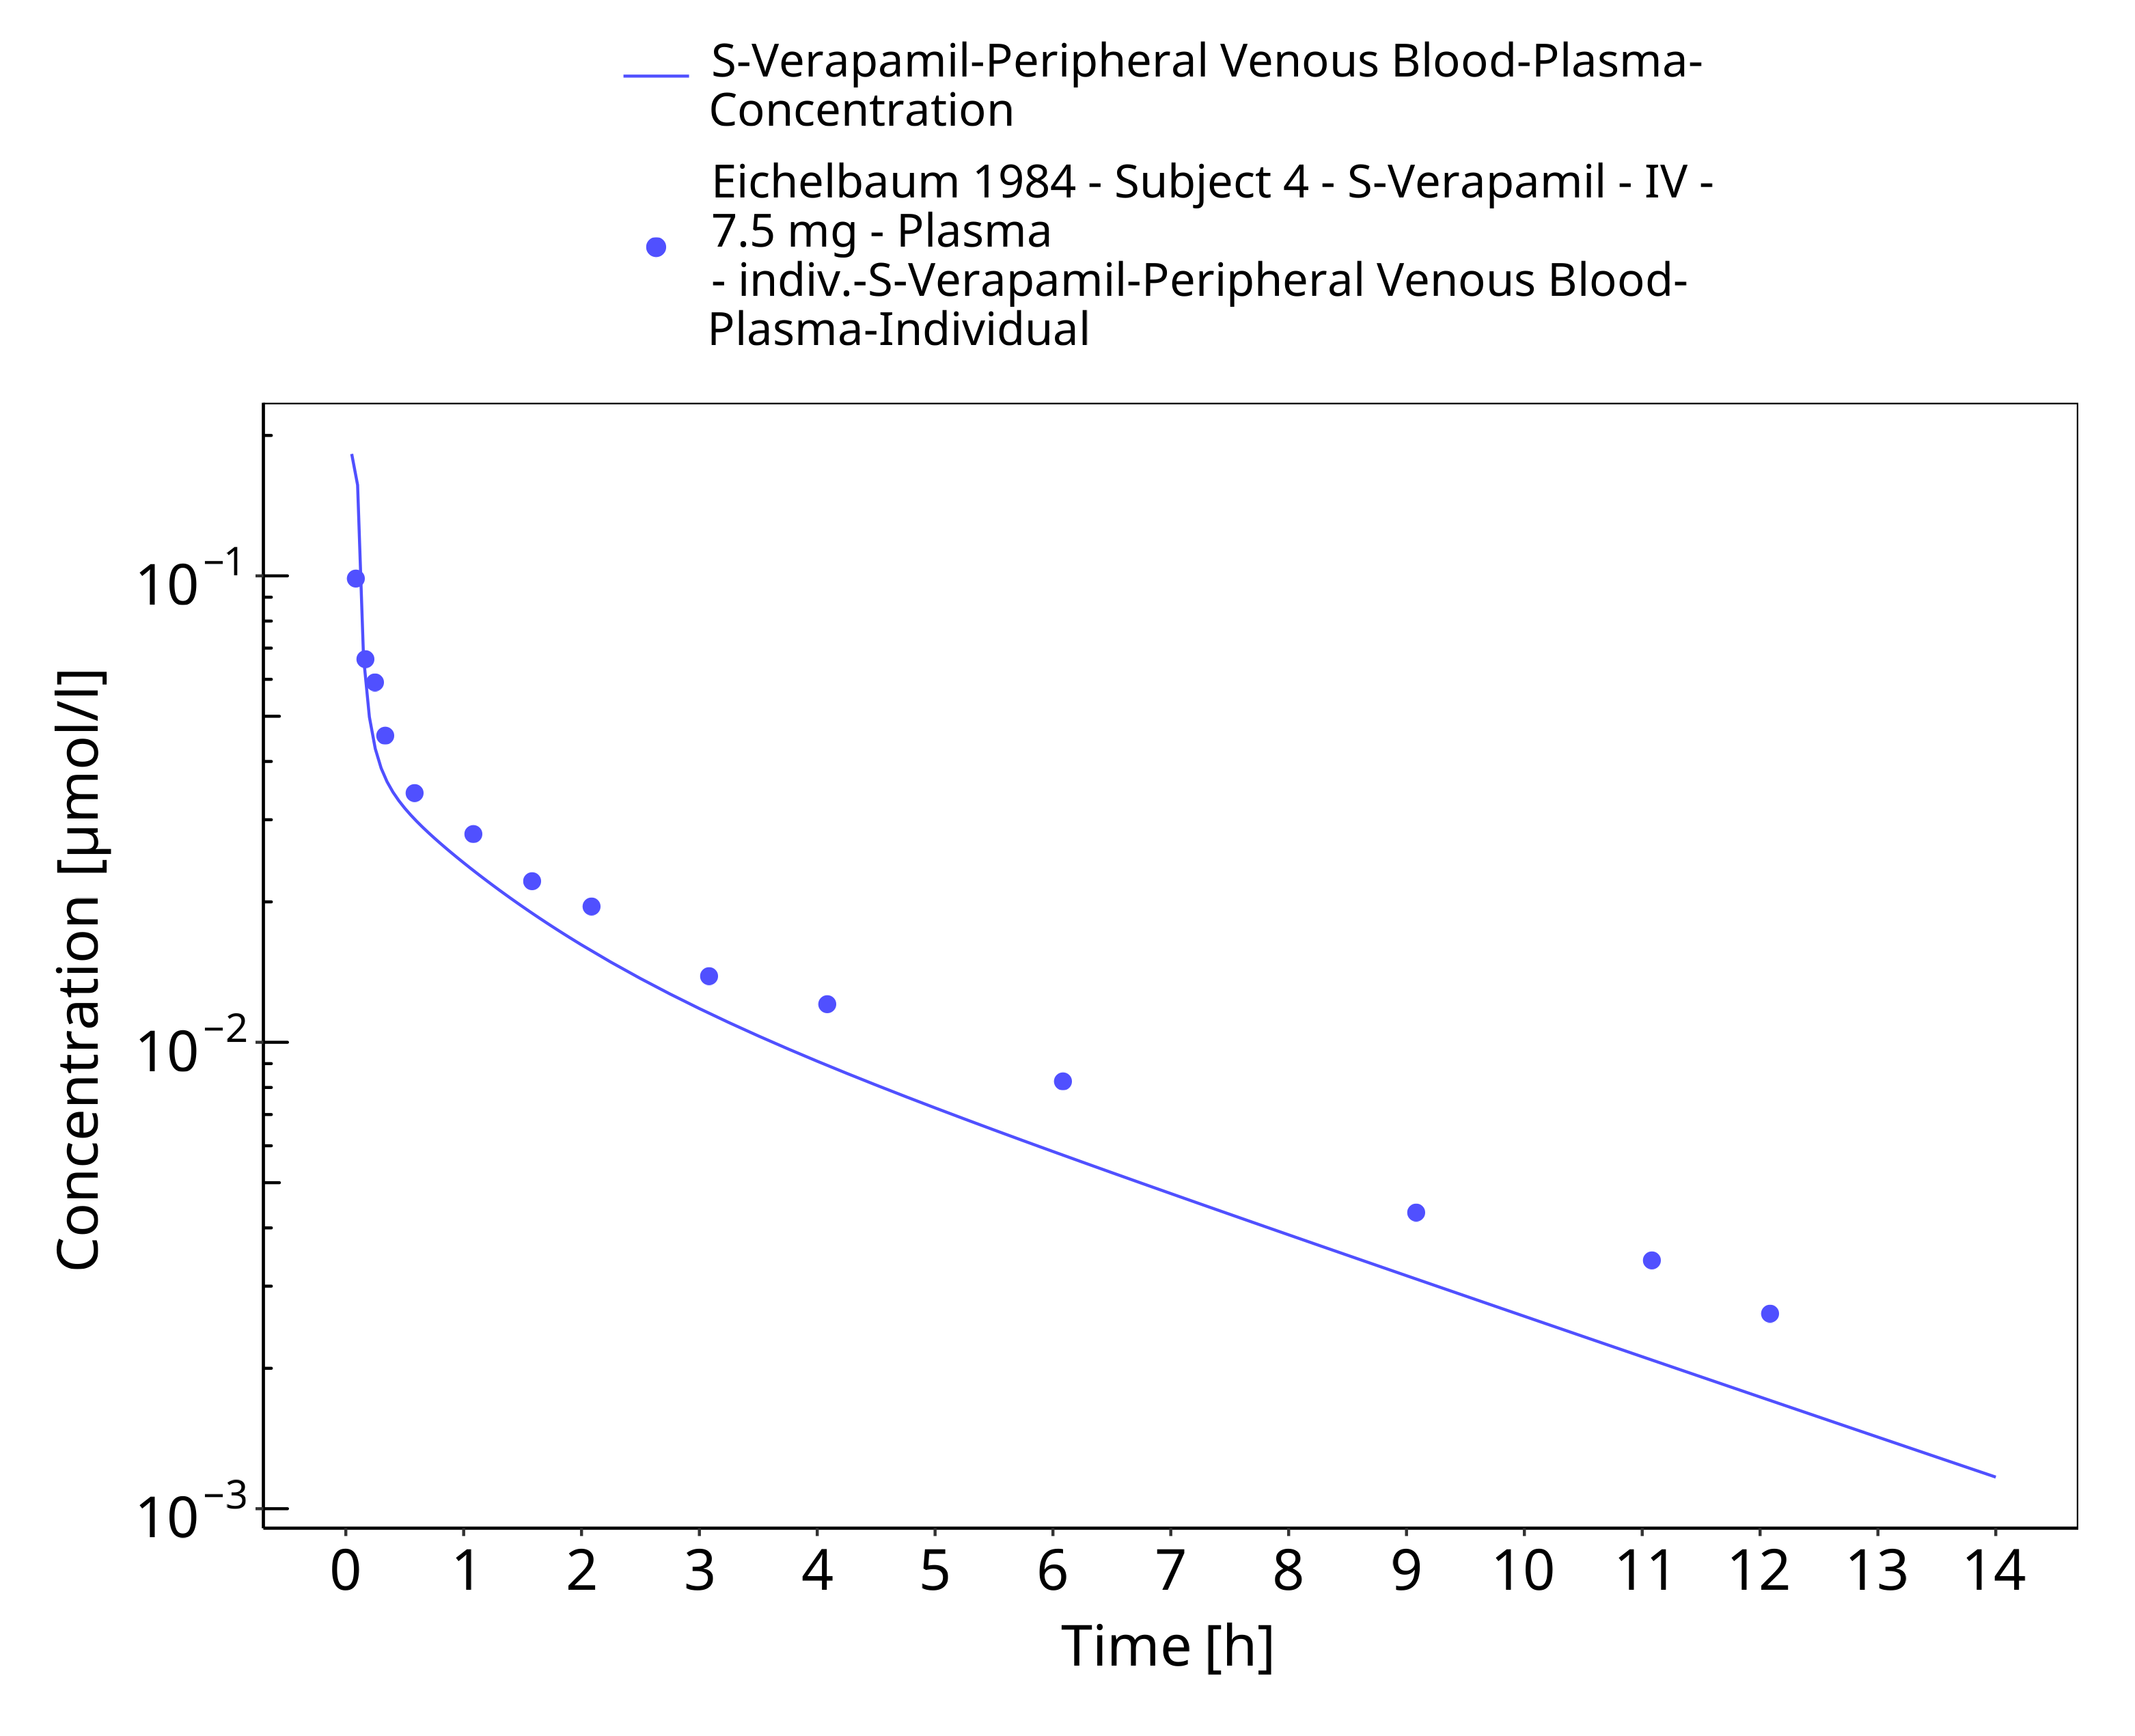 S-Verapamil-Peripheral Venous Blood-Plasma-
Concentration
Eichelbaum 1984 - Subject 4 - S-Verapamil - IV -
7.5 mg - Plasma
- indiv.-S-Verapamil-Peripheral Venous Blood-
Plasma-Individual
10⁻¹
10⁻²
10⁻³
Concentration [µmol/l]
0 1 2 3 4 5 6 7 8 9 10 11 12 13 14
Time [h]